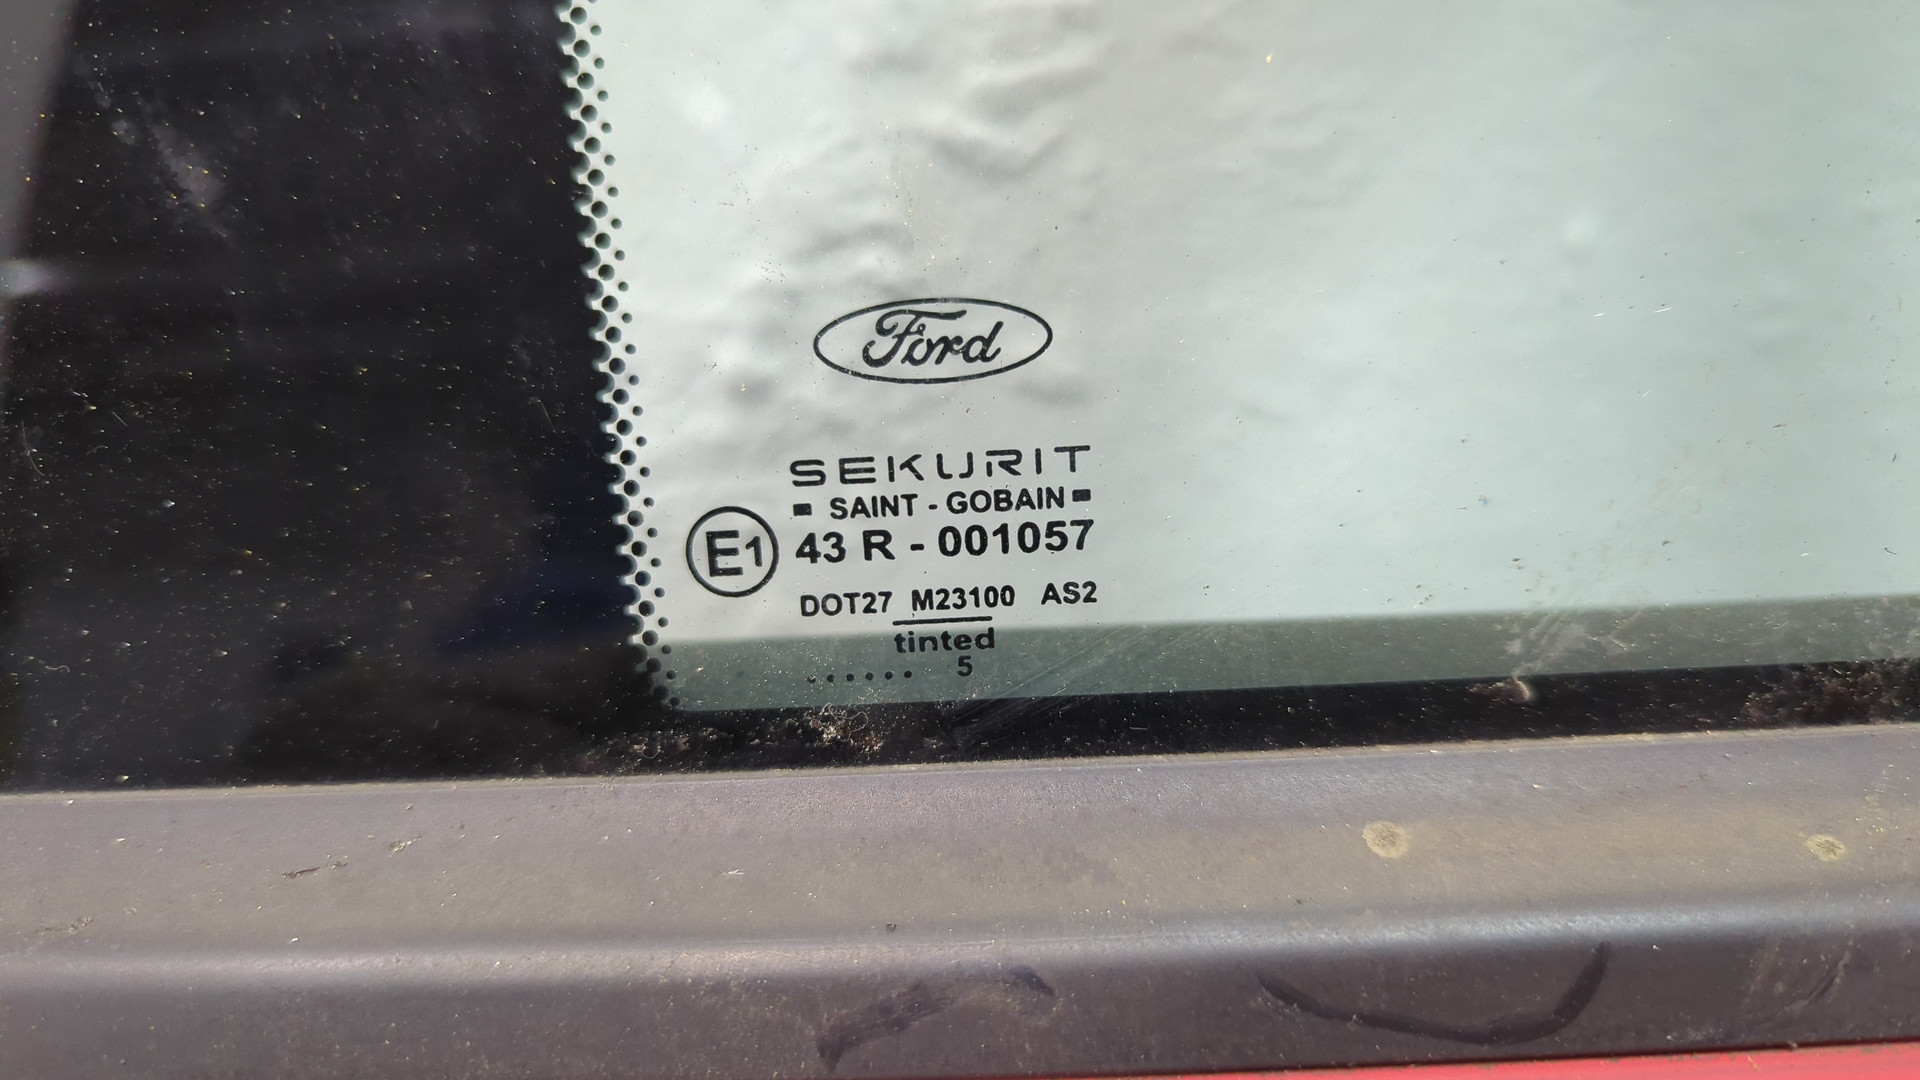 Ford
SEKURIT
SAINT - GOBAIN
E1 43 R - 001057
DOT27 M23100 AS2
tinted
...... 5